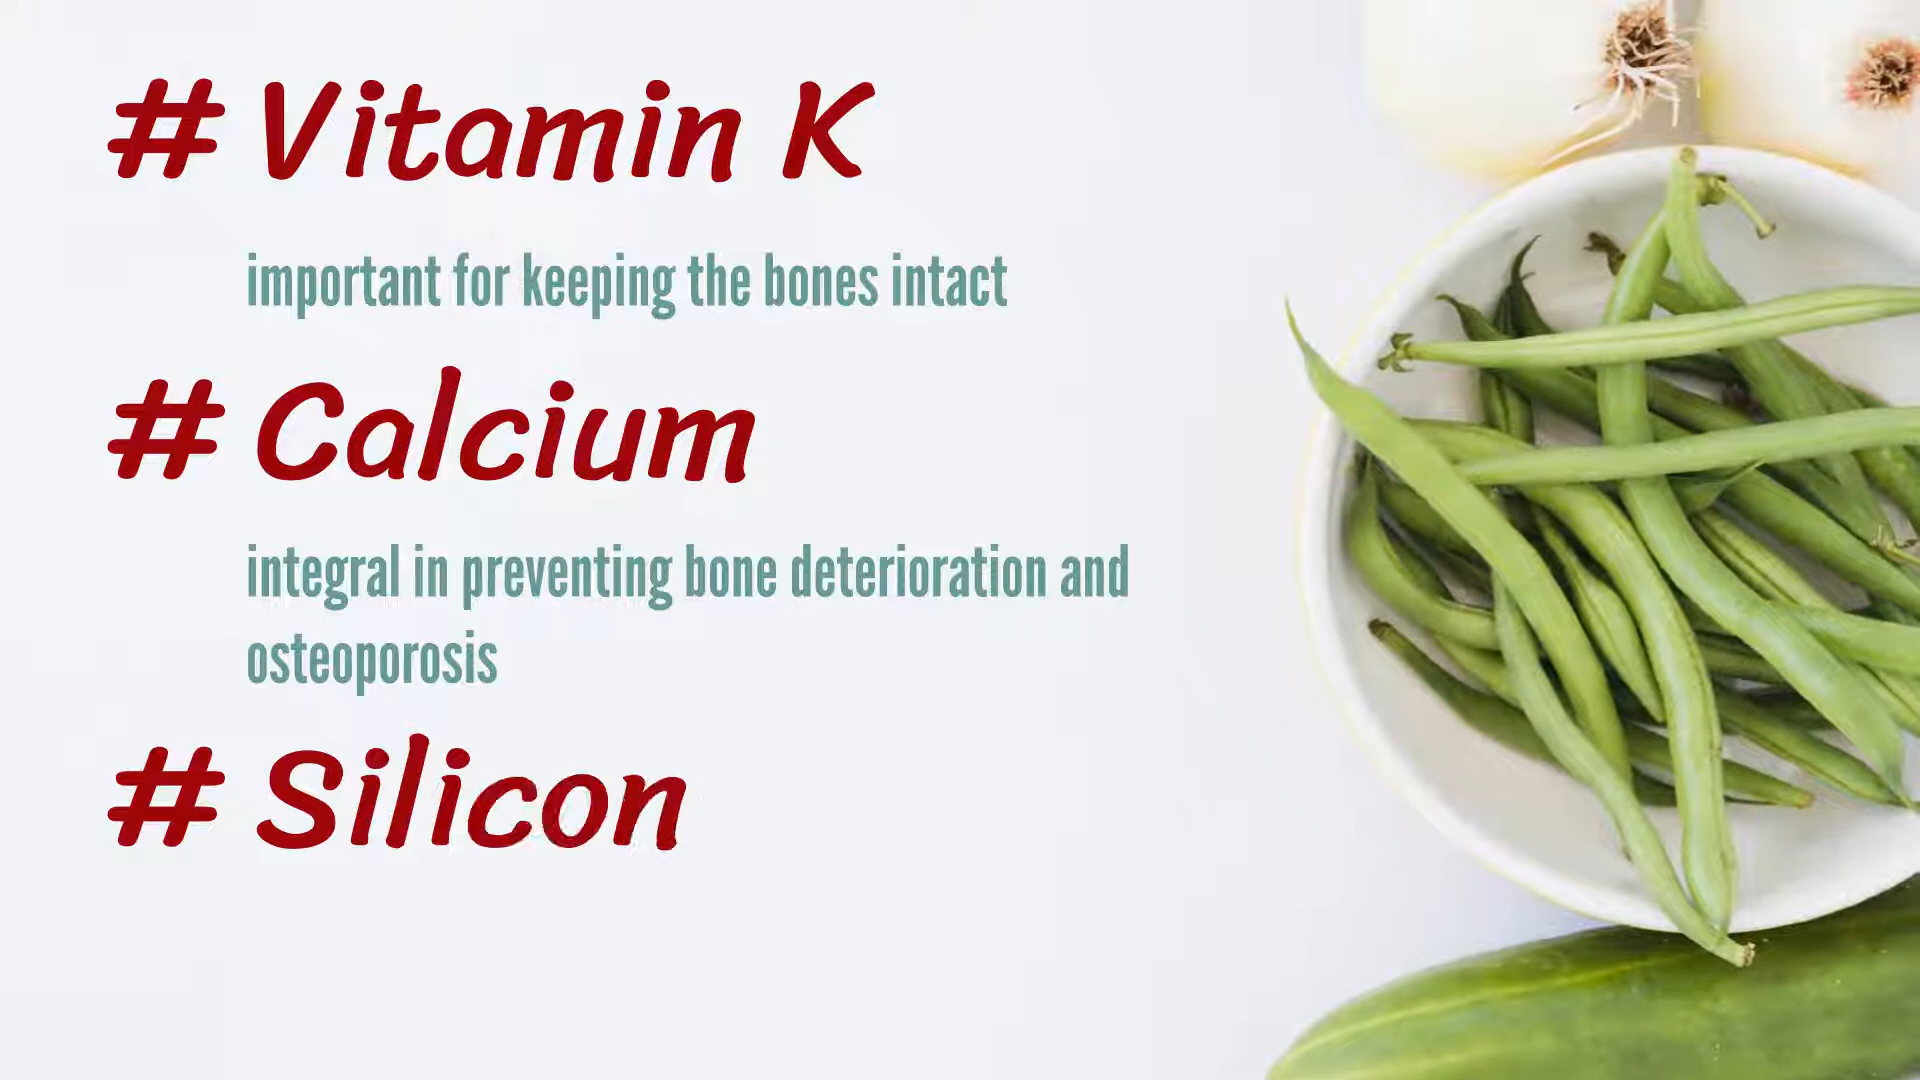 # Vitamin K
important for keeping the bones intact
# Calcium
integral in preventing bone deterioration and
osteoporosis
# Silicon